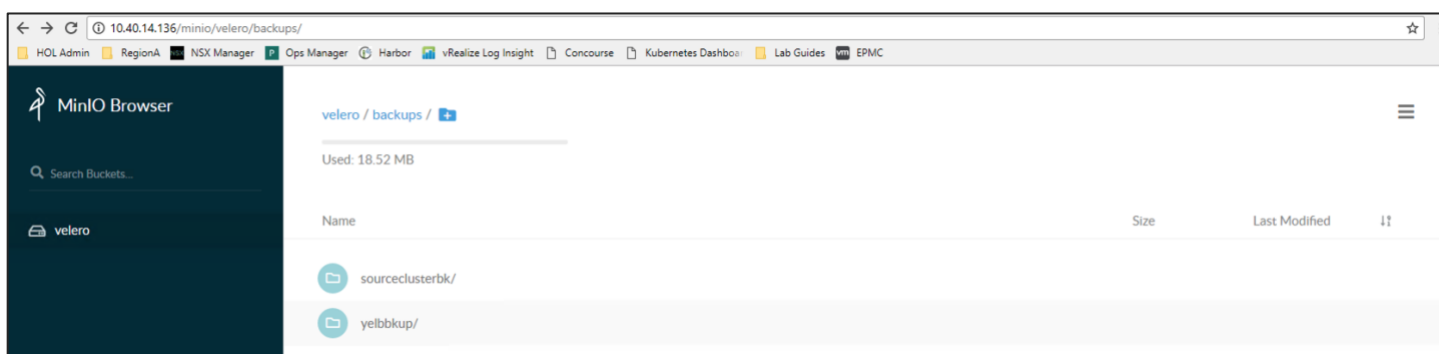 10.40.14.136/minio/velero/backups/
HOL Admin RegionA NSX Manager Ops Manager Harbor vRealize Log Insight Concourse Kubernetes Dashboa Lab Guides vm EPMC
MinIO Browser
velero / backups /
Used: 18.52 MB
Search Buckets...
Name Size Last Modified
velero
sourceclusterbk/
yelbbkup/